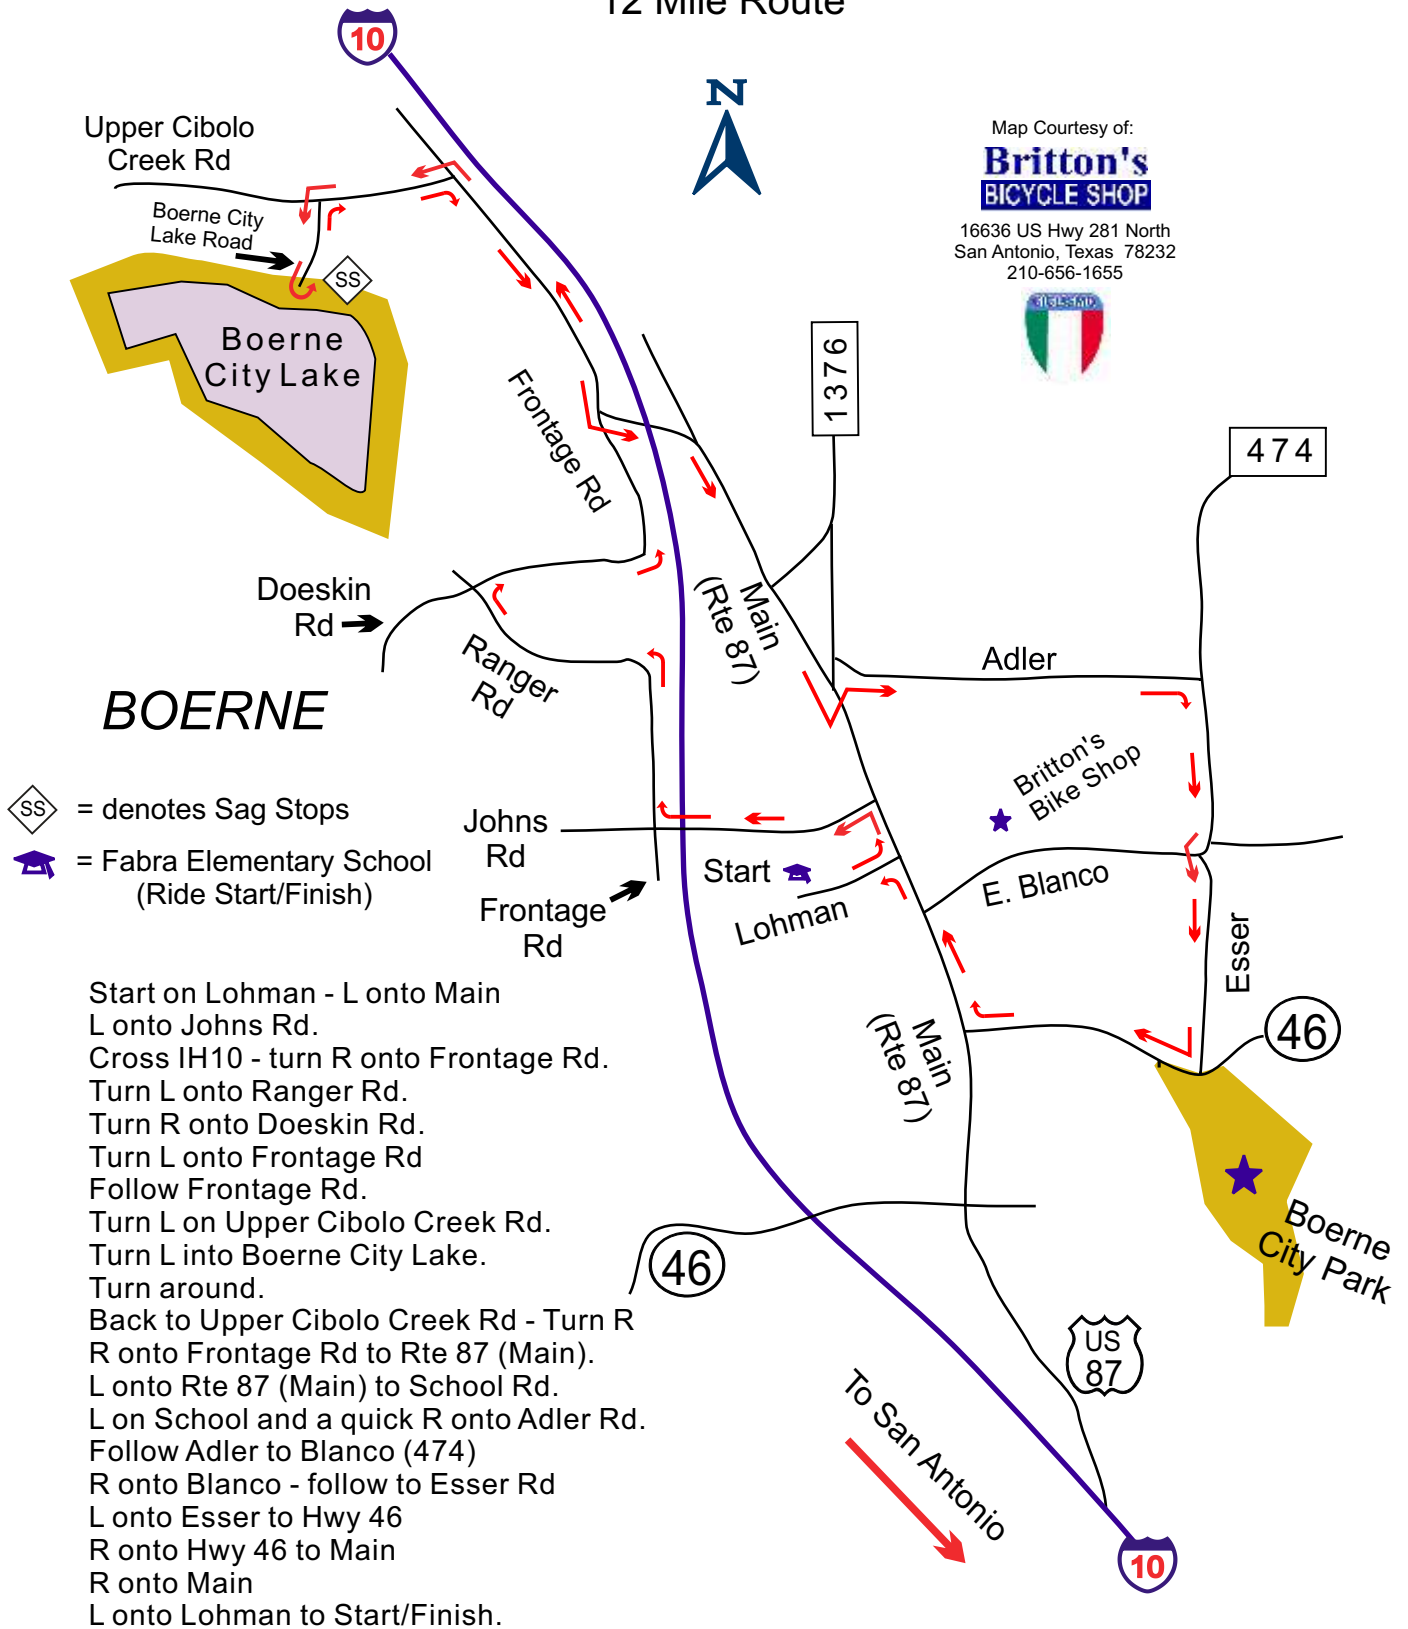 12 Mile Route
10
N
Upper Cibolo
Creek Rd
Map Courtesy of:
Britton's
BICYCLE SHOP
16636 US Hwy 281 North
San Antonio, Texas  78232
210-656-1655
Boerne City
Lake Road
SS
Boerne
City Lake
1376
Frontage Rd
474
Doeskin
Rd
Main
(Rte 87)
Ranger
Rd
Adler
BOERNE
Britton's
Bike Shop
SS
= denotes Sag Stops
Johns
Rd
= Fabra Elementary School
(Ride Start/Finish)
Start
Lohman
E. Blanco
Frontage
Rd
Esser
46
Main
(Rte 87)
Start on Lohman - L onto Main
L onto Johns Rd.
Cross IH10 - turn R onto Frontage Rd.
Turn L onto Ranger Rd.
Turn R onto Doeskin Rd.
Turn L onto Frontage Rd
Follow Frontage Rd.
Turn L on Upper Cibolo Creek Rd.
Turn L into Boerne City Lake.
Turn around.
Back to Upper Cibolo Creek Rd - Turn R
R onto Frontage Rd to Rte 87 (Main).
L onto Rte 87 (Main) to School Rd.
L on School and a quick R onto Adler Rd.
Follow Adler to Blanco (474)
R onto Blanco - follow to Esser Rd
L onto Esser to Hwy 46
R onto Hwy 46 to Main
R onto Main
L onto Lohman to Start/Finish.
46
Boerne
City Park
US
87
To San Antonio
10